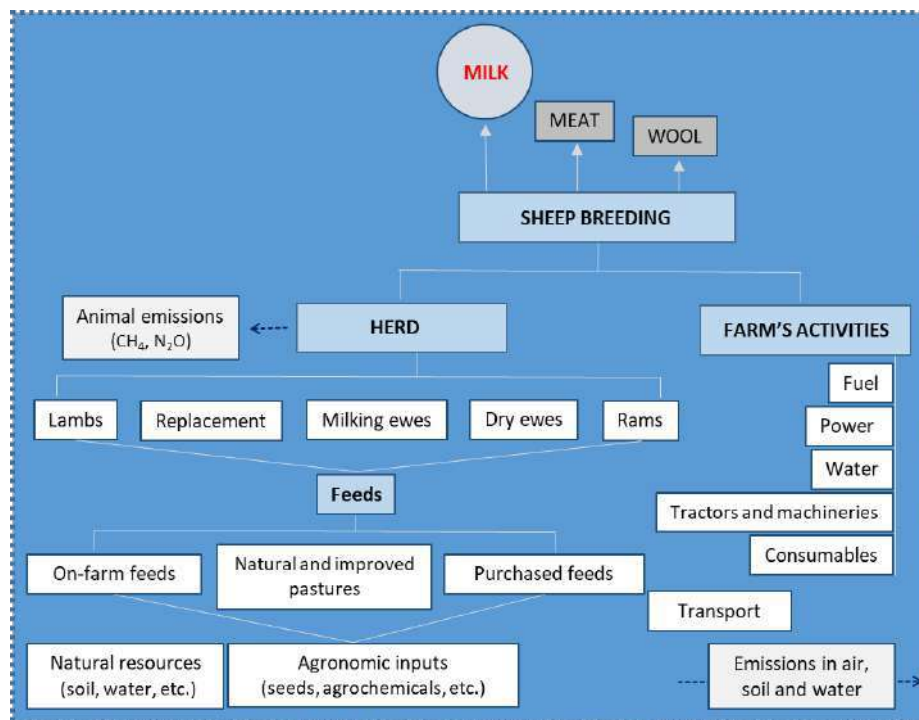 MILK
MEAT
WOOL
SHEEP BREEDING
Animal emissions
(CH₄, N₂O)
HERD
FARM'S ACTIVITIES
Fuel
Lambs
Replacement
Milking ewes
Dry ewes
Rams
Power
Water
Feeds
Tractors and machineries
Consumables
On-farm feeds
Natural and improved
pastures
Purchased feeds
Transport
Natural resources
(soil, water, etc.)
Agronomic inputs
(seeds, agrochemicals, etc.)
Emissions in air,
soil and water